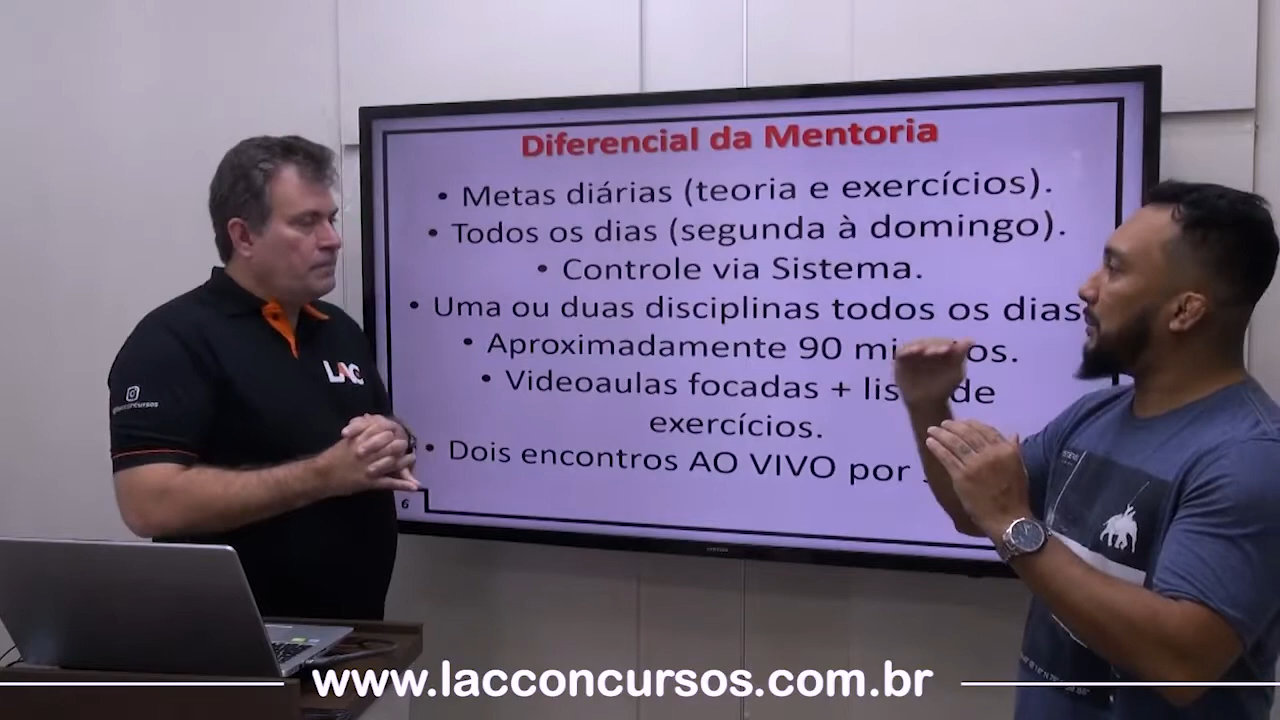 Diferencial da Mentoria
• Metas diárias (teoria e exercícios).
• Todos os dias (segunda à domingo).
• Controle via Sistema.
• Uma ou duas disciplinas todos os dias
• Aproximadamente 90
• Videoaulas focadas + de
exercícios.
• Dois encontros AO VIVO por
6
LAC
www.lacconcursos.com.br